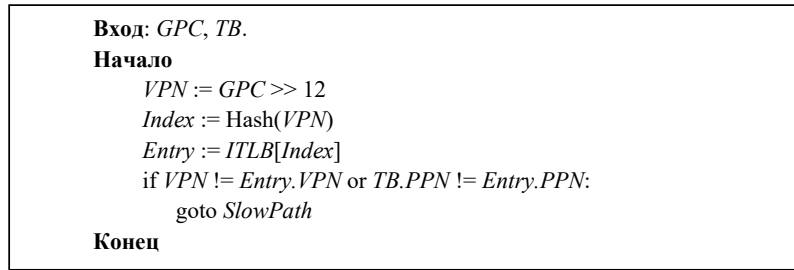 Вход: GPC, TB.
Начало
VPN := GPC >> 12
Index := Hash(VPN)
Entry := ITLB[Index]
if VPN != Entry.VPN or TB.PPN != Entry.PPN:
goto SlowPath
Конец